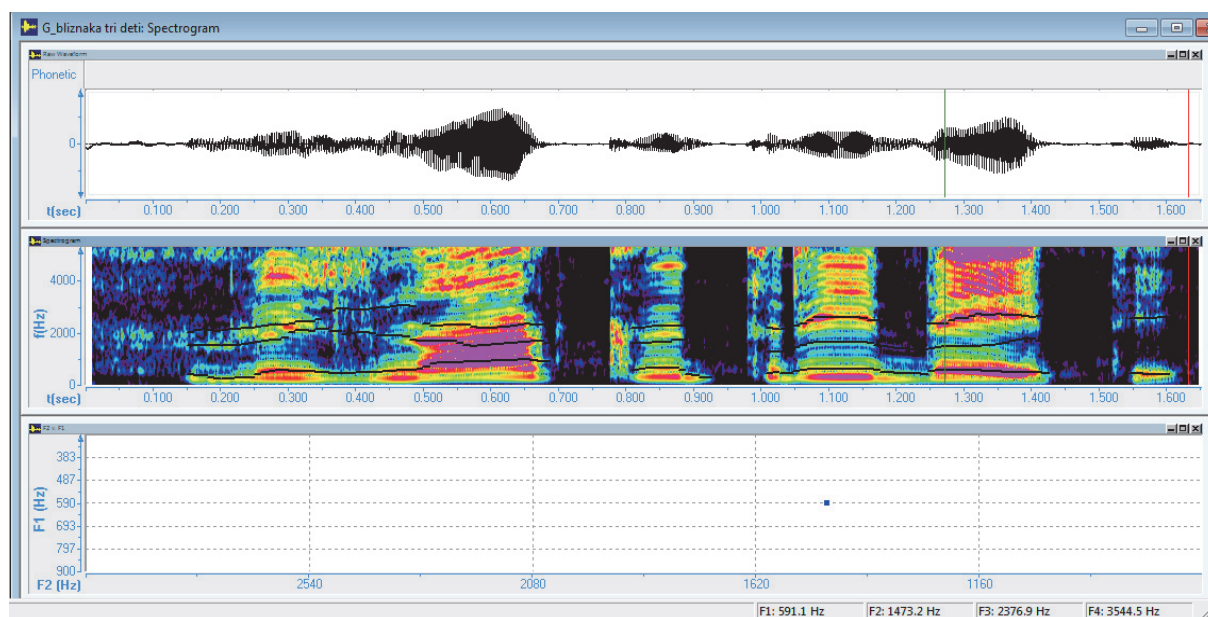 G_bliznaka tri deti: Spectrogram
Raw Waveform
Phonetic
0
t(sec) 0.100 0.200 0.300 0.400 0.500 0.600 0.700 0.800 0.900 1.000 1.100 1.200 1.300 1.400 1.500 1.600
Spectrogram
4000
f(Hz)
2000
0
t(sec) 0.100 0.200 0.300 0.400 0.500 0.600 0.700 0.800 0.900 1.000 1.100 1.200 1.300 1.400 1.500 1.600
F2 v. F1
383
487
F1 (Hz)
590
693
797
900
F2 (Hz) 2540 2080 1620 1160
F1: 591.1 Hz F2: 1473.2 Hz F3: 2376.9 Hz F4: 3544.5 Hz